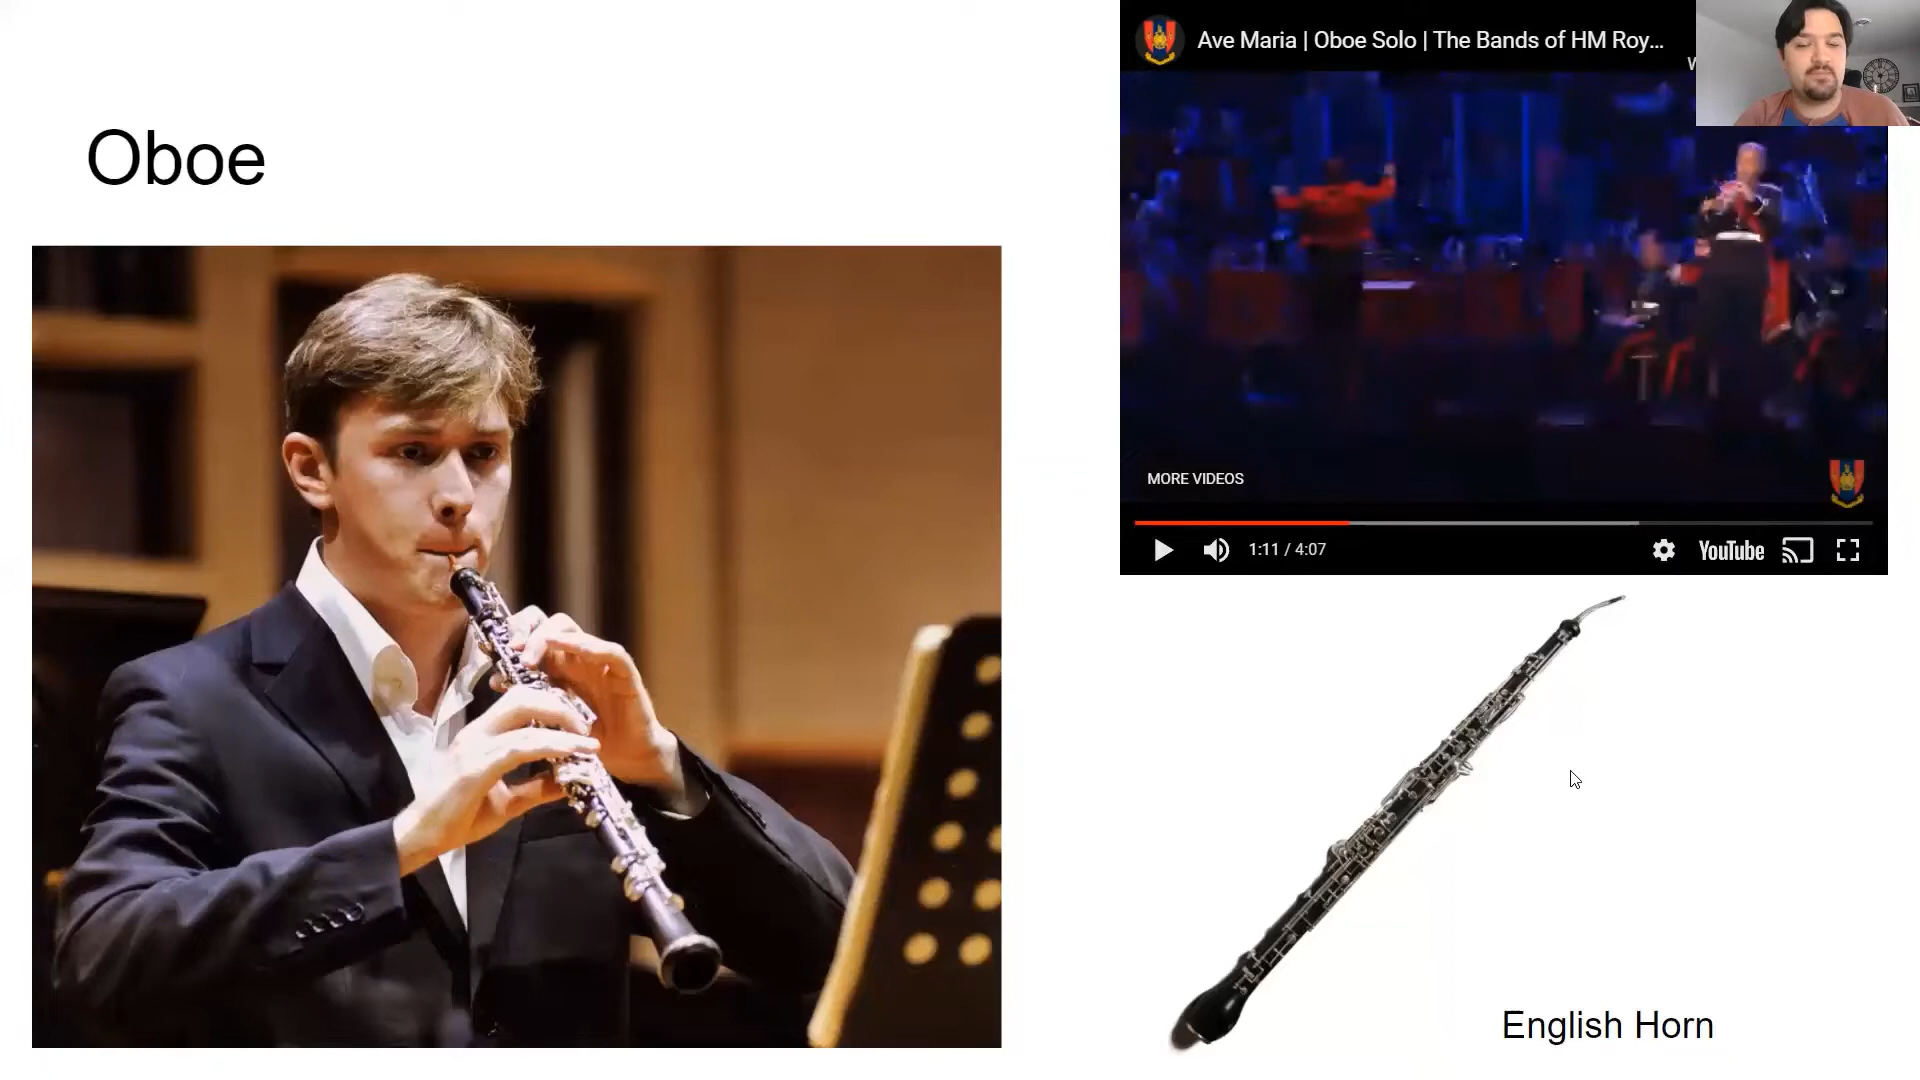 Oboe
Ave Maria | Oboe Solo | The Bands of HM Roy...
MORE VIDEOS
1:11 / 4:07
YouTube
English Horn